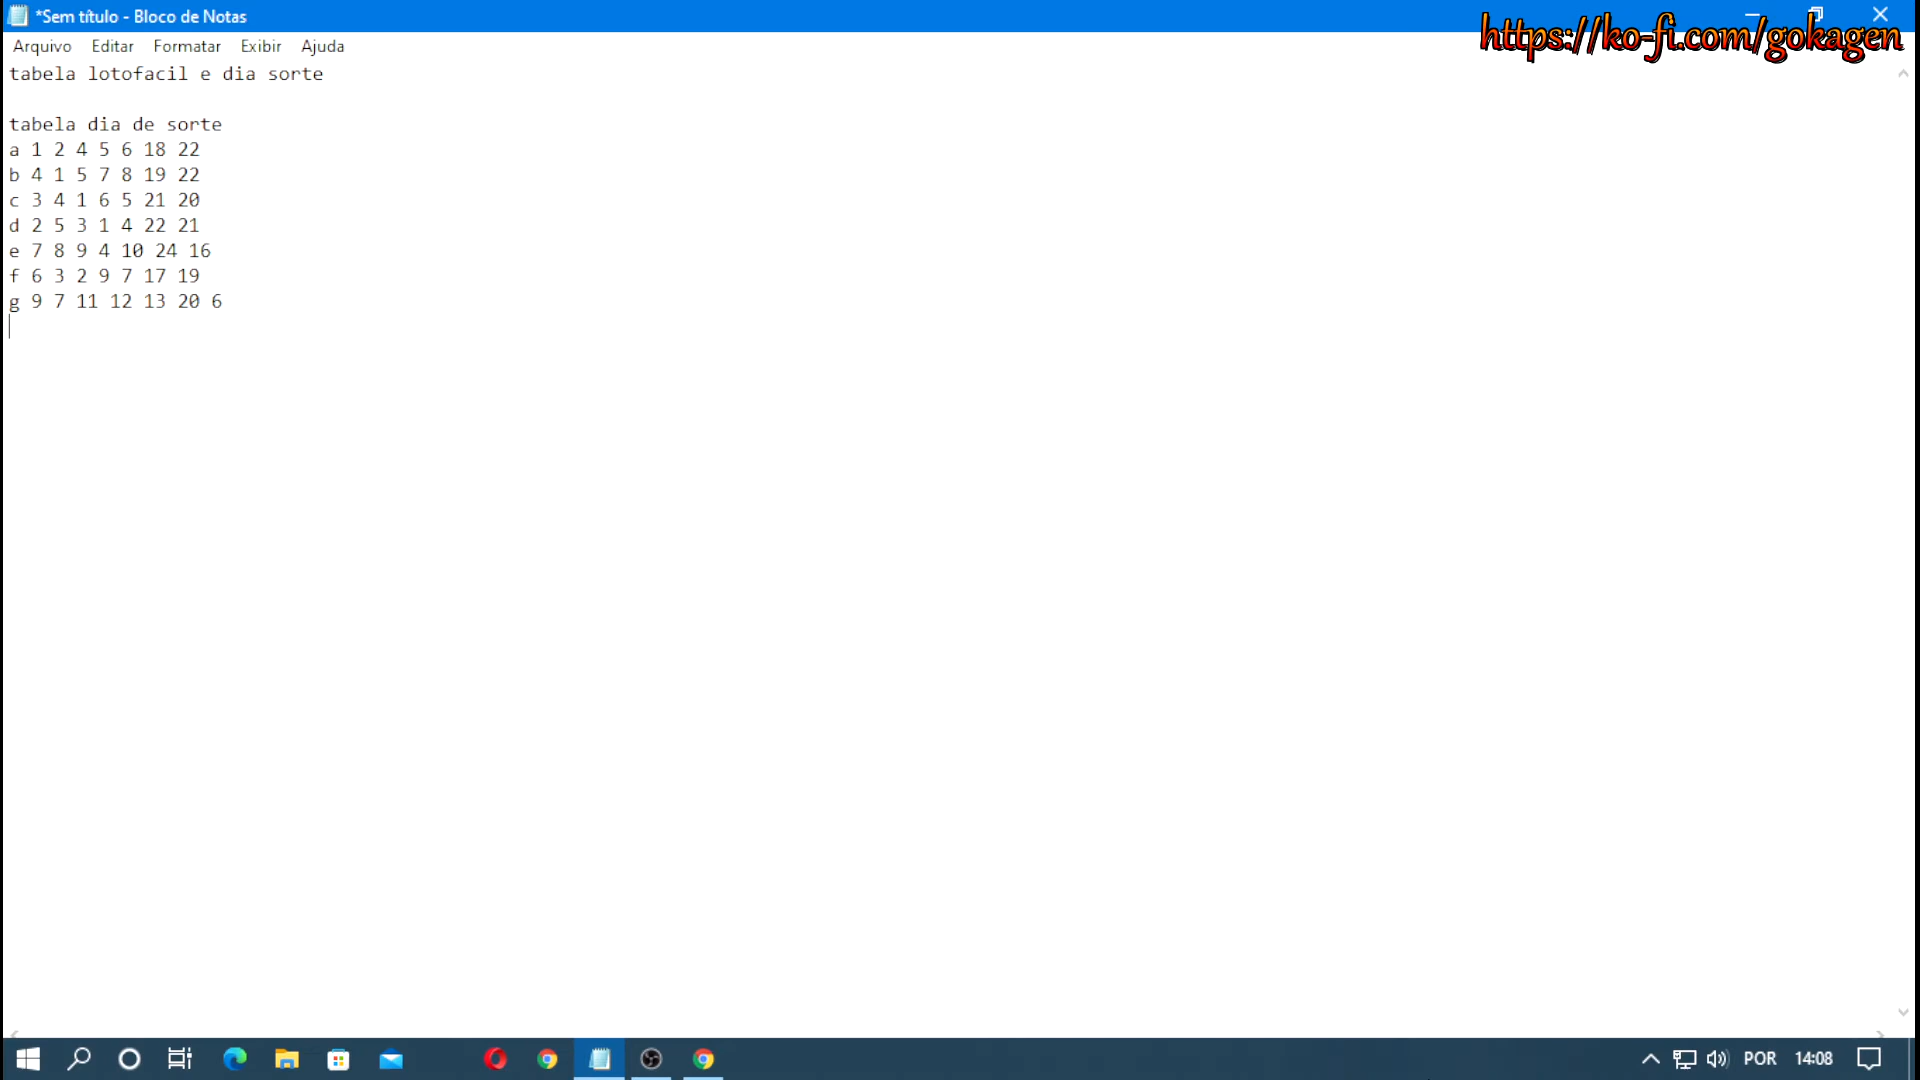 *Sem título - Bloco de Notas
https://ko-fi.com/gokagen
Arquivo Editar Formatar Exibir Ajuda
tabela lotofacil e dia sorte
tabela dia de sorte
a 1 2 4 5 6 18 22
b 4 1 5 7 8 19 22
c 3 4 1 6 5 21 20
d 2 5 3 1 4 22 21
e 7 8 9 4 10 24 16
f 6 3 2 9 7 17 19
g 9 7 11 12 13 20 6
POR 14:08